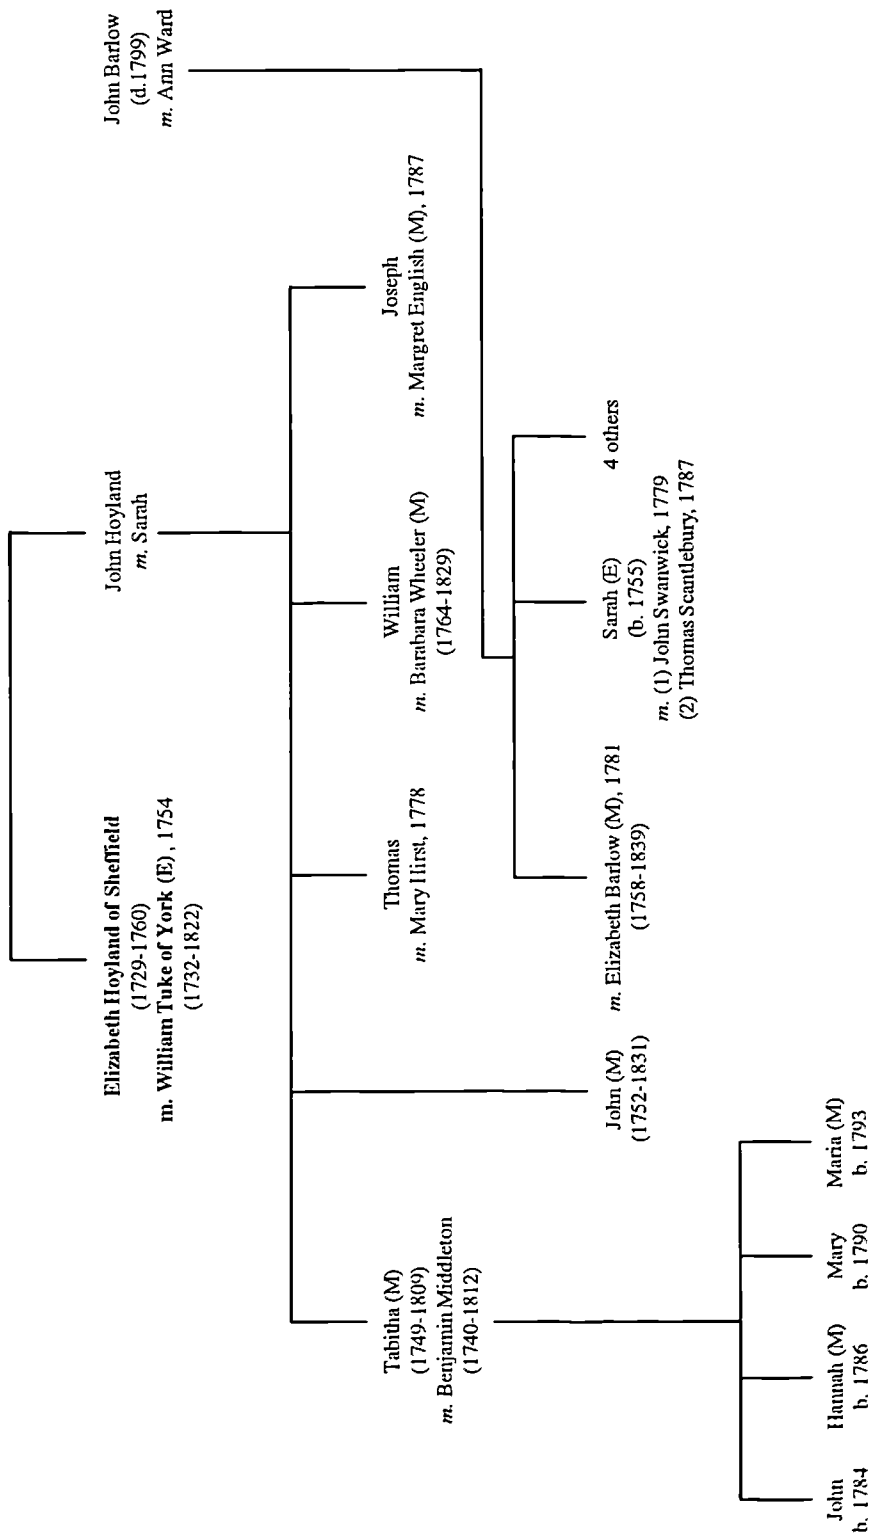 Elizabeth Hoyland of Sheffield
(1729-1760)
m. William Tuke of York (E) , 1754
(1732-1822)
John Hoyland
m. Sarah
John Barlow
(d.1799)
m. Ann Ward
Tabitha (M)
(1749-1809)
m. Benjamin Middleton
(1740-1812)
Thomas
m. Mary Hirst, 1778
William
m. Barabara Wheeler (M)
(1764-1829)
Joseph
m. Margret English (M), 1787
John (M)
(1752-1831)
m. Elizabeth Barlow (M), 1781
(1758-1839)
Sarah (E)
(b. 1755)
m. (1) John Swanwick, 1779
(2) Thomas Scantlebury, 1787
4 others
John
b. 1784
Hannah (M)
b. 1786
Mary
b. 1790
Maria (M)
b. 1793